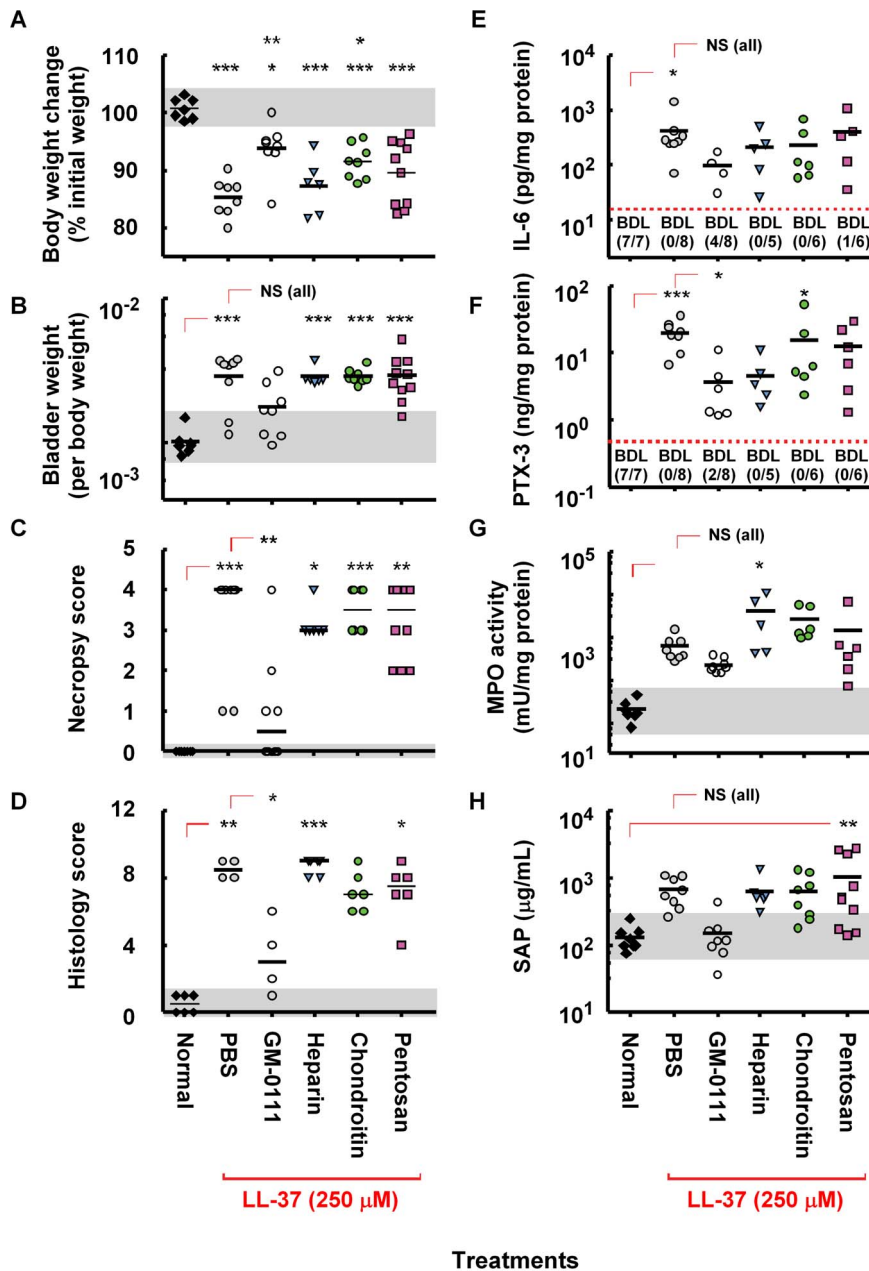 A
** *
*** * *** *** ***
110
100
90
80
Body weight change
(% initial weight)
B
NS (all)
*** *** *** ***
10-2
10-3
Bladder weight
(per body weight)
C
**
*** * *** **
4
3
2
1
0
Necropsy score
D
*
** *** *
12
8
4
0
Histology score
Normal
PBS
GM-0111
Heparin
Chondroitin
Pentosan
LL-37 (250 μM)
E
NS (all)
*
104
103
102
101
IL-6 (pg/mg protein)
BDL BDL BDL BDL BDL BDL
(7/7) (0/8) (4/8) (0/5) (0/6) (1/6)
F
* *
***
102
101
100
10-1
PTX-3 (ng/mg protein)
BDL BDL BDL BDL BDL BDL
(7/7) (0/8) (2/8) (0/5) (0/6) (0/6)
G
NS (all)
*
105
103
101
MPO activity
(mU/mg protein)
H
NS (all)
**
104
103
102
101
SAP (μg/mL)
Normal
PBS
GM-0111
Heparin
Chondroitin
Pentosan
LL-37 (250 μM)
Treatments